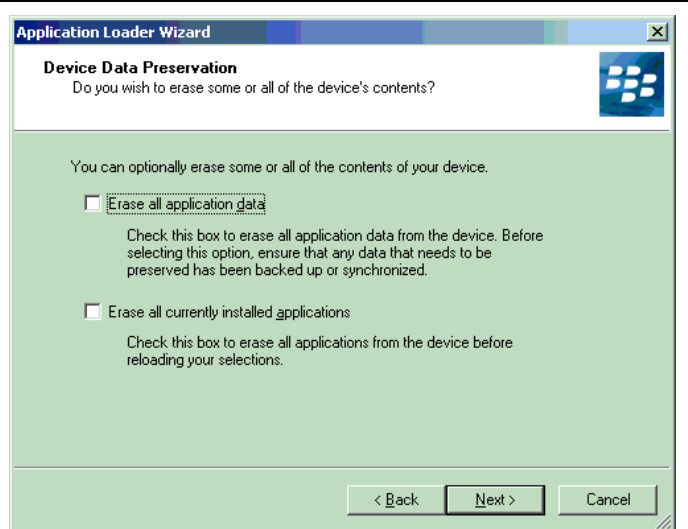 Application Loader Wizard
Device Data Preservation
Do you wish to erase some or all of the device's contents?
You can optionally erase some or all of the contents of your device.
Erase all application data
Check this box to erase all application data from the device. Before
selecting this option, ensure that any data that needs to be
preserved has been backed up or synchronized.
Erase all currently installed applications
Check this box to erase all applications from the device before
reloading your selections.
< Back
Next >
Cancel